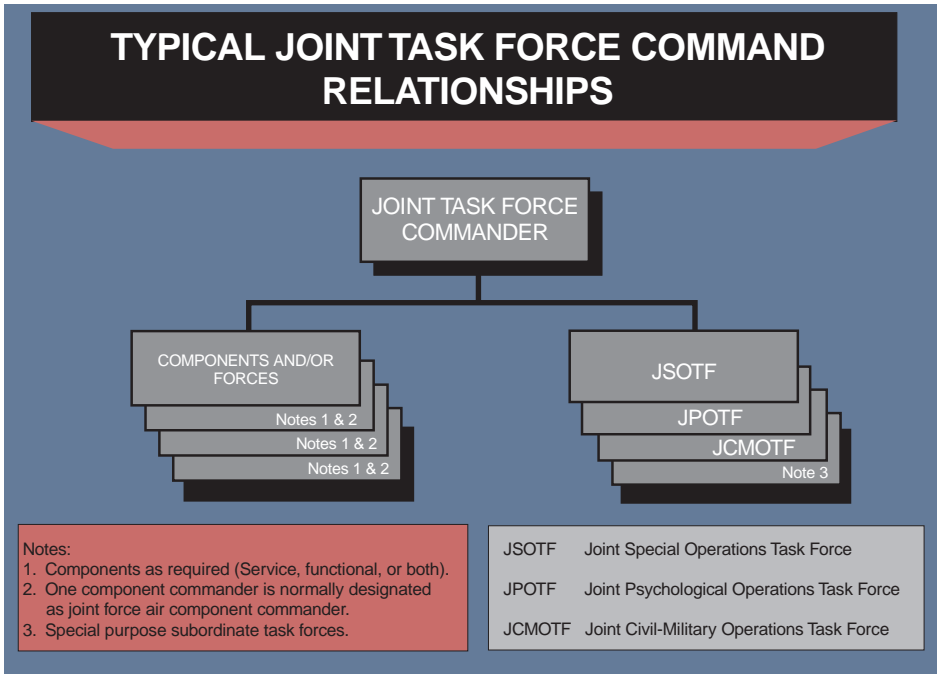 TYPICAL JOINT TASK FORCE COMMAND
RELATIONSHIPS
JOINT TASK FORCE
COMMANDER
COMPONENTS AND/OR
FORCES
Notes 1 & 2
Notes 1 & 2
Notes 1 & 2
JSOTF
JPOTF
JCMOTF
Note 3
Notes:
1. Components as required (Service, functional, or both).
2. One component commander is normally designated
as joint force air component commander.
3. Special purpose subordinate task forces.
JSOTF Joint Special Operations Task Force
JPOTF Joint Psychological Operations Task Force
JCMOTF Joint Civil-Military Operations Task Force